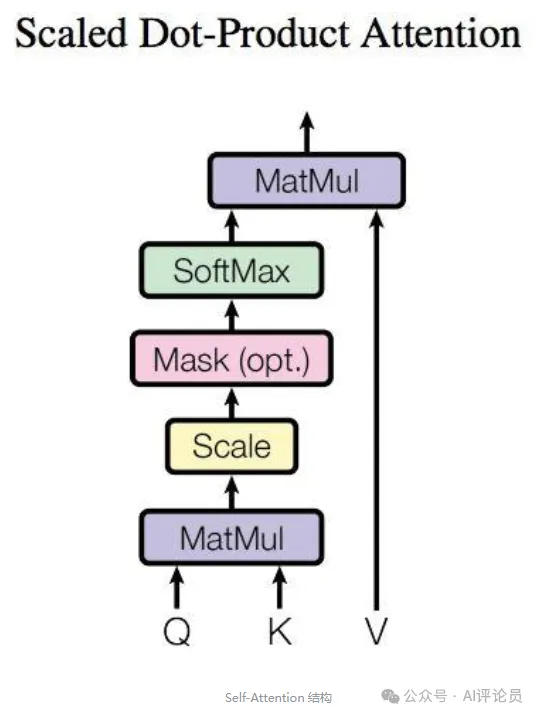 Scaled Dot-Product Attention
MatMul
SoftMax
Mask (opt.)
Scale
MatMul
Q K V
Self-Attention 结构
公众号 · AI评论员